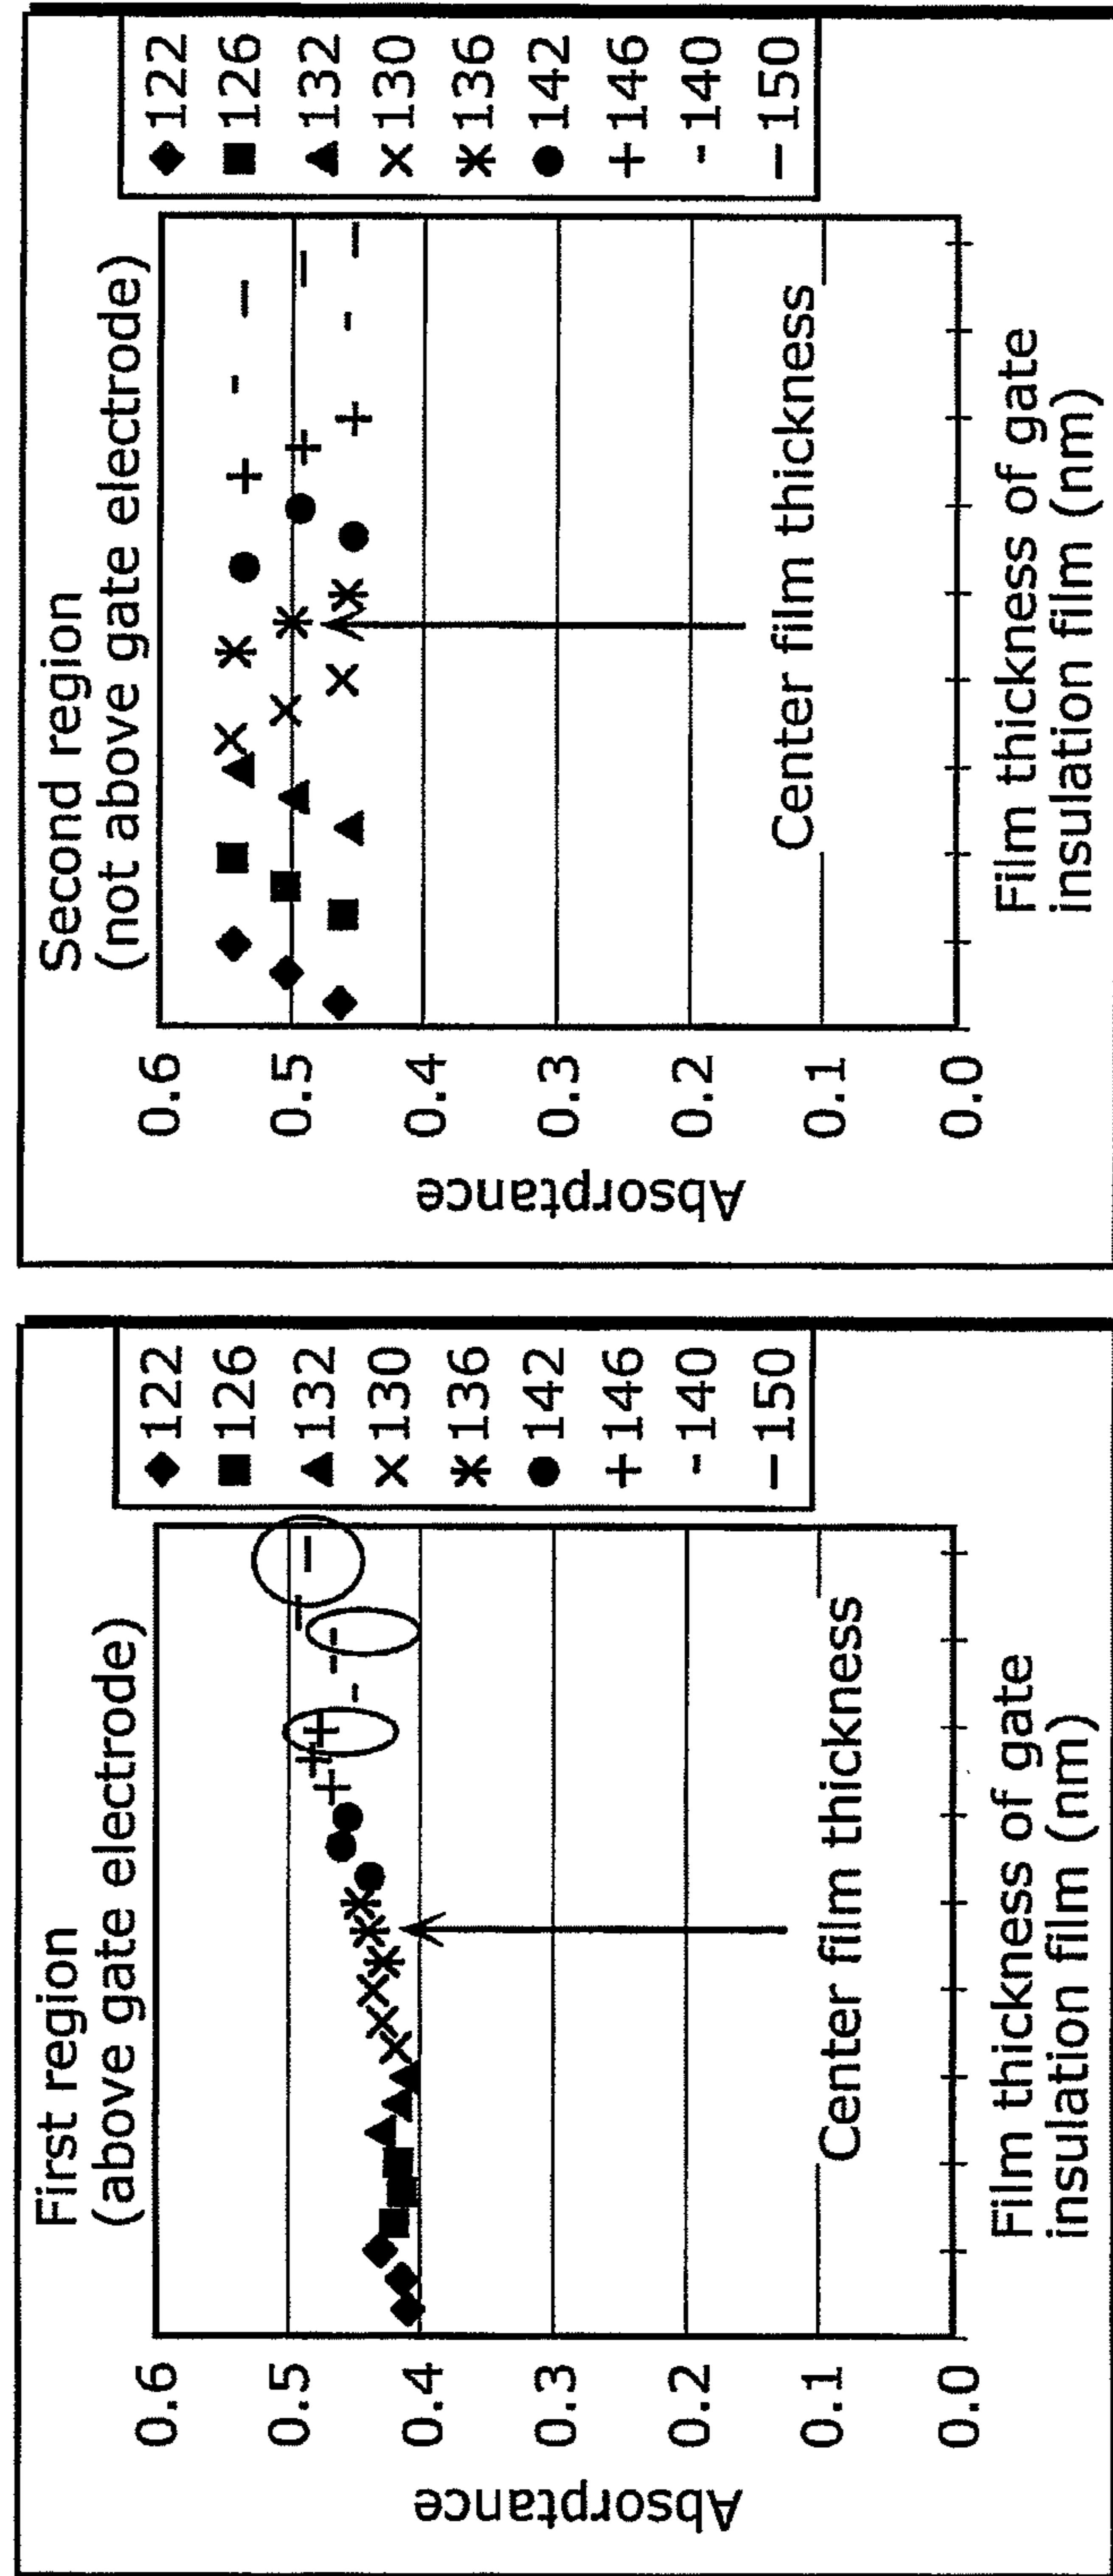 First region
(above gate electrode)
Absorptance
0.6
0.5
0.4
0.3
0.2
0.1
0.0
Center film thickness
Film thickness of gate
insulation film (nm)
122
126
132
130
136
142
146
140
150
Second region
(not above gate electrode)
Absorptance
0.6
0.5
0.4
0.3
0.2
0.1
0.0
Center film thickness
Film thickness of gate
insulation film (nm)
122
126
132
130
136
142
146
140
150